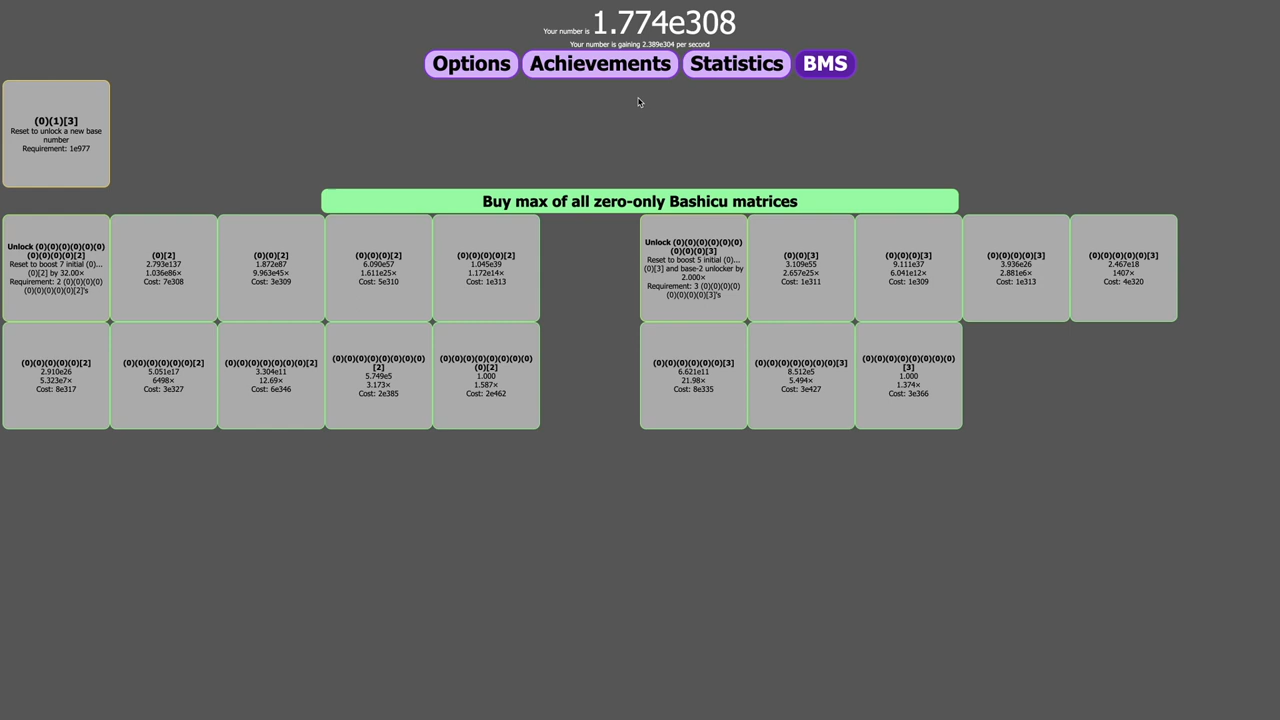 Your number is 1.774e308
Your number is gaining 2.389e304 per second
Options
Achievements
Statistics
BMS
(0)(1)[3]
Reset to unlock a new base
number
Requirement: 1e977
Buy max of all zero-only Bashicu matrices
Unlock (0)(0)(0)(0)(0)(0)
(0)(0)(0)(0)[2]
Reset to boost 7 initial (0)...
(0)[2] by 32.00×
Requirement: 2 (0)(0)(0)(0)
(0)(0)(0)(0)(0)[2]'s
(0)[2]
2.793e137
1.036e86×
Cost: 7e308
(0)(0)[2]
1.872e87
9.963e45×
Cost: 3e309
(0)(0)(0)[2]
6.090e57
1.611e25×
Cost: 5e310
(0)(0)(0)(0)[2]
1.045e39
1.172e14×
Cost: 1e313
Unlock (0)(0)(0)(0)(0)(0)
(0)(0)(0)[3]
Reset to boost 5 initial (0)...
(0)[3] and base-2 unlocker by
2.000×
Requirement: 3 (0)(0)(0)(0)
(0)(0)(0)(0)[3]'s
(0)(0)[3]
3.109e55
2.657e25×
Cost: 1e311
(0)(0)(0)[3]
9.111e37
6.041e12×
Cost: 1e309
(0)(0)(0)(0)[3]
3.936e26
2.881e6×
Cost: 1e313
(0)(0)(0)(0)(0)[3]
2.467e18
1407×
Cost: 4e320
(0)(0)(0)(0)(0)[2]
2.910e26
5.323e7×
Cost: 8e317
(0)(0)(0)(0)(0)(0)[2]
5.051e17
6498×
Cost: 3e327
(0)(0)(0)(0)(0)(0)(0)[2]
3.304e11
12.69×
Cost: 6e346
(0)(0)(0)(0)(0)(0)(0)(0)
[2]
5.749e5
3.173×
Cost: 2e385
(0)(0)(0)(0)(0)(0)(0)(0)
(0)[2]
1.000
1.587×
Cost: 2e462
(0)(0)(0)(0)(0)(0)[3]
6.621e11
21.98×
Cost: 8e335
(0)(0)(0)(0)(0)(0)(0)[3]
8.512e5
5.494×
Cost: 3e427
(0)(0)(0)(0)(0)(0)(0)(0)
[3]
1.000
1.374×
Cost: 3e366